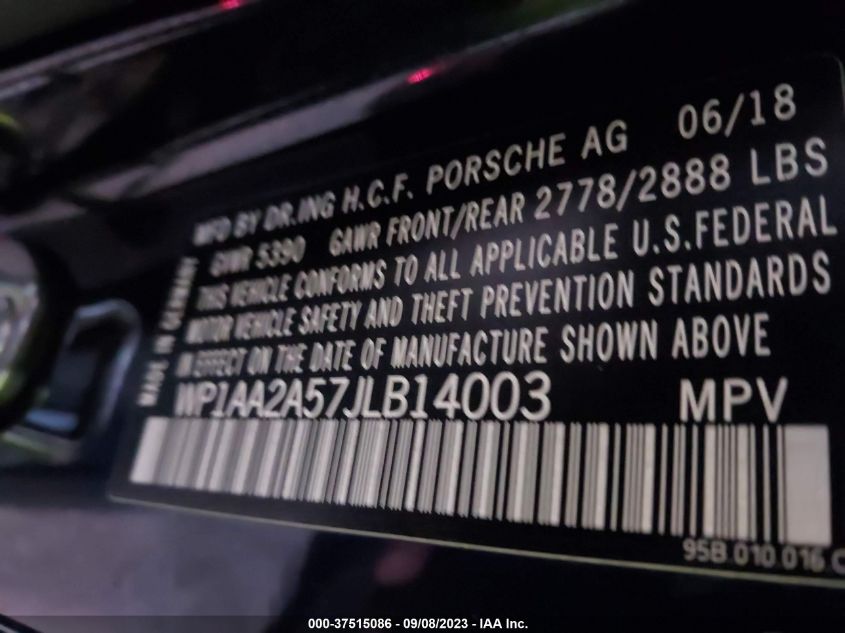 MFD BY DR.ING H.C.F. PORSCHE AG 06/18
GVWR 5390 GAWR FRONT/REAR 2778/2888 LBS
THIS VEHICLE CONFORMS TO ALL APPLICABLE U.S.FEDERAL
MOTOR VEHICLE SAFETY AND THEFT PREVENTION STANDARDS
IN EFFECT ON THE DATE OF MANUFACTURE SHOWN ABOVE
WP1AA2A57JLB14003 MPV
MADE IN GERMANY
95B.010.016.C
000-37515086 - 09/08/2023 - IAA Inc.